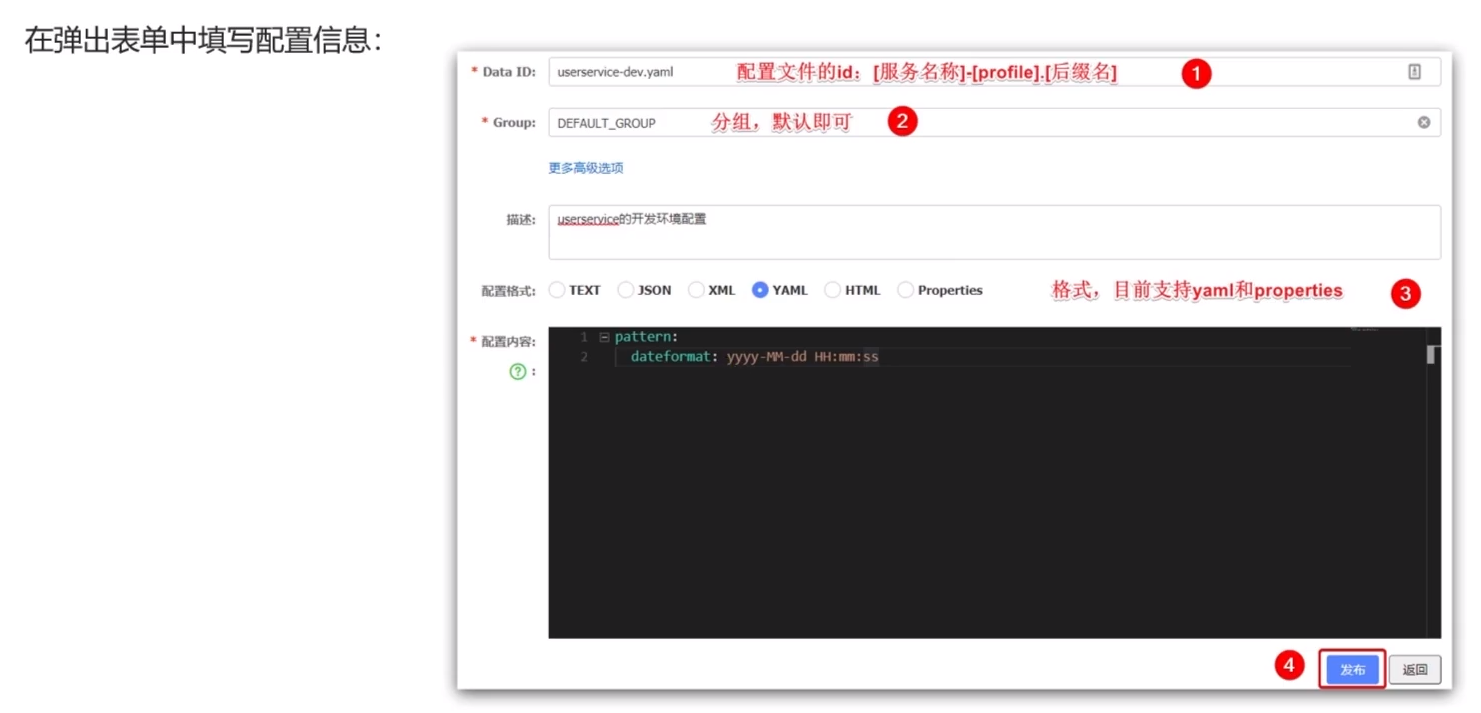 在弹出表单中填写配置信息：
* Data ID: userservice-dev.yaml 配置文件的id：[服务名称]-[profile].[后缀名] 1
* Group: DEFAULT_GROUP 分组，默认即可 2
更多高级选项
描述: userservice的开发环境配置
配置格式: TEXT JSON XML YAML HTML Properties 格式，目前支持yaml和properties 3
* 配置内容: 1 pattern:
? : 2 dateformat: yyyy-MM-dd HH:mm:ss
4 发布 返回